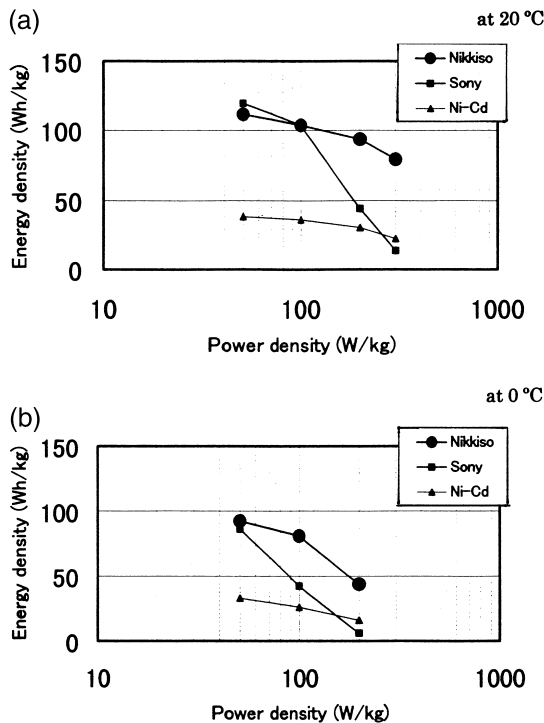 (a)
at 20 ºC
Nikkiso
Sony
Ni-Cd
Energy density (Wh/kg)
150
100
50
0
10
100
1000
Power density (W/kg)
(b)
at 0 ºC
Nikkiso
Sony
Ni-Cd
Energy density (Wh/kg)
150
100
50
0
10
100
1000
Power density (W/kg)